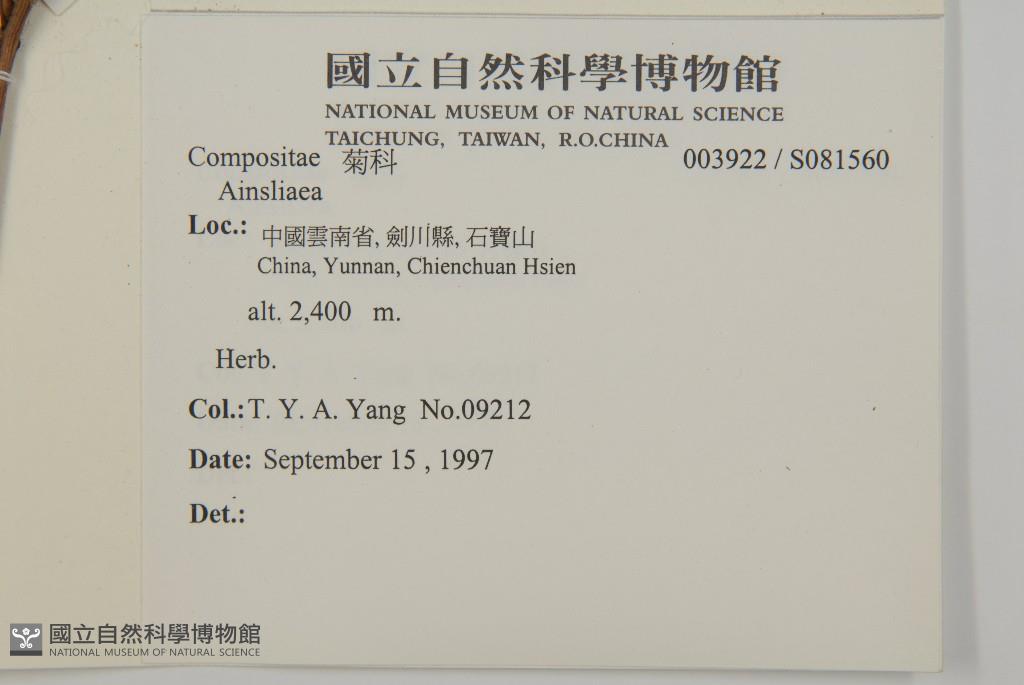 國立自然科學博物館
NATIONAL MUSEUM OF NATURAL SCIENCE
TAICHUNG, TAIWAN, R.O.CHINA
Compositae 菊科 003922 / S081560
Ainsliaea
Loc.: 中國雲南省, 劍川縣, 石寶山
China, Yunnan, Chienchuan Hsien
alt. 2,400 m.
Herb.
Col.: T. Y. A. Yang No.09212
Date: September 15 , 1997
Det.:
國立自然科學博物館
NATIONAL MUSEUM OF NATURAL SCIENCE